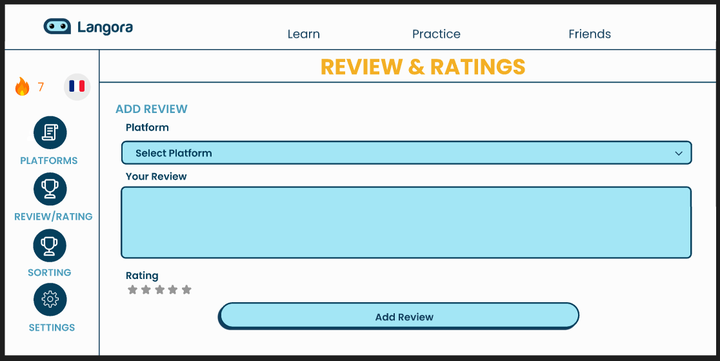 Langora
Learn
Practice
Friends
7
REVIEW & RATINGS
PLATFORMS
REVIEW/RATING
SORTING
SETTINGS
ADD REVIEW
Platform
Select Platform
Your Review
Rating
Add Review